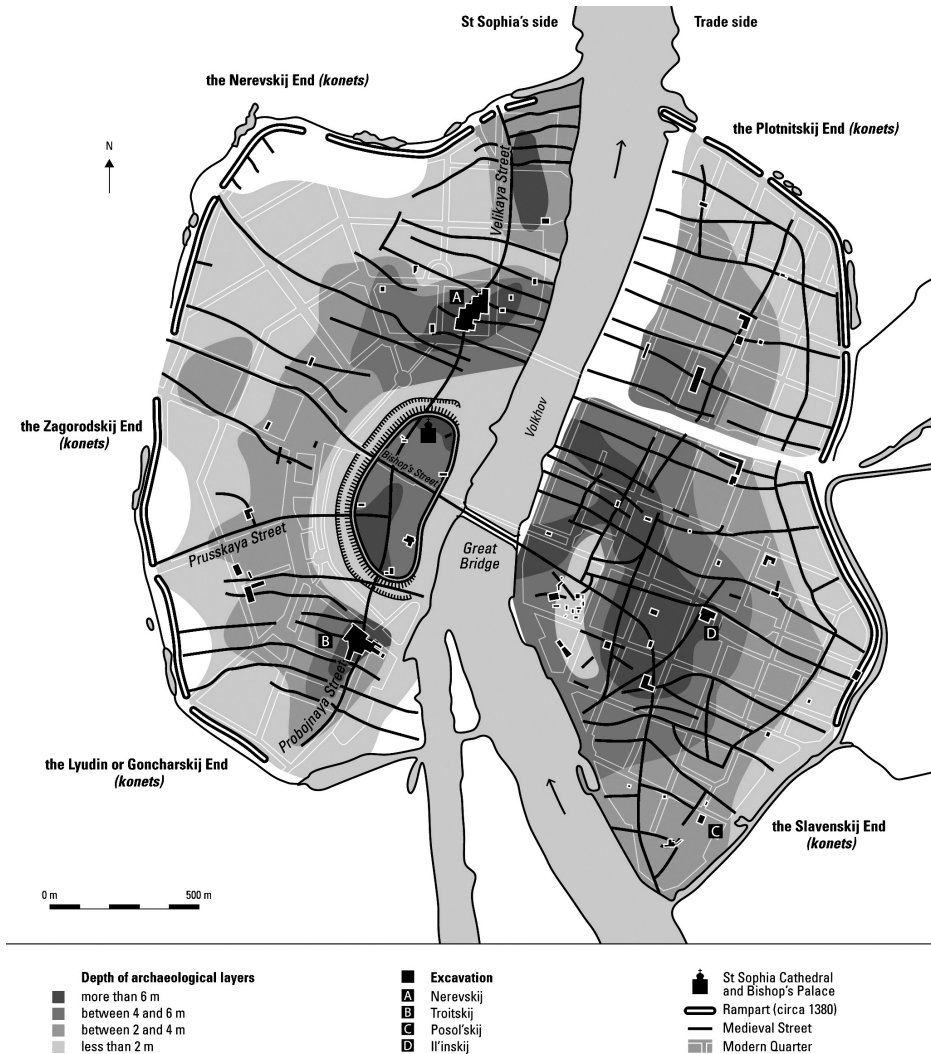 St Sophia's side
Trade side
the Nerevskij End (konets)
the Plotnitskij End (konets)
N
Velikaya Street
A
the Zagorodskij End
(konets)
Volkhov
Bishop's Street
Prusskaya Street
Great
Bridge
B
D
Probojnaya Street
the Lyudin or Goncharskij End
(konets)
C
the Slavenskij End
(konets)
0 m
500 m
Depth of archaeological layers
more than 6 m
between 4 and 6 m
between 2 and 4 m
less than 2 m
Excavation
A Nerevskij
B Troitskij
C Posol'skij
D Il'inskij
St Sophia Cathedral
and Bishop's Palace
Rampart (circa 1380)
Medieval Street
Modern Quarter